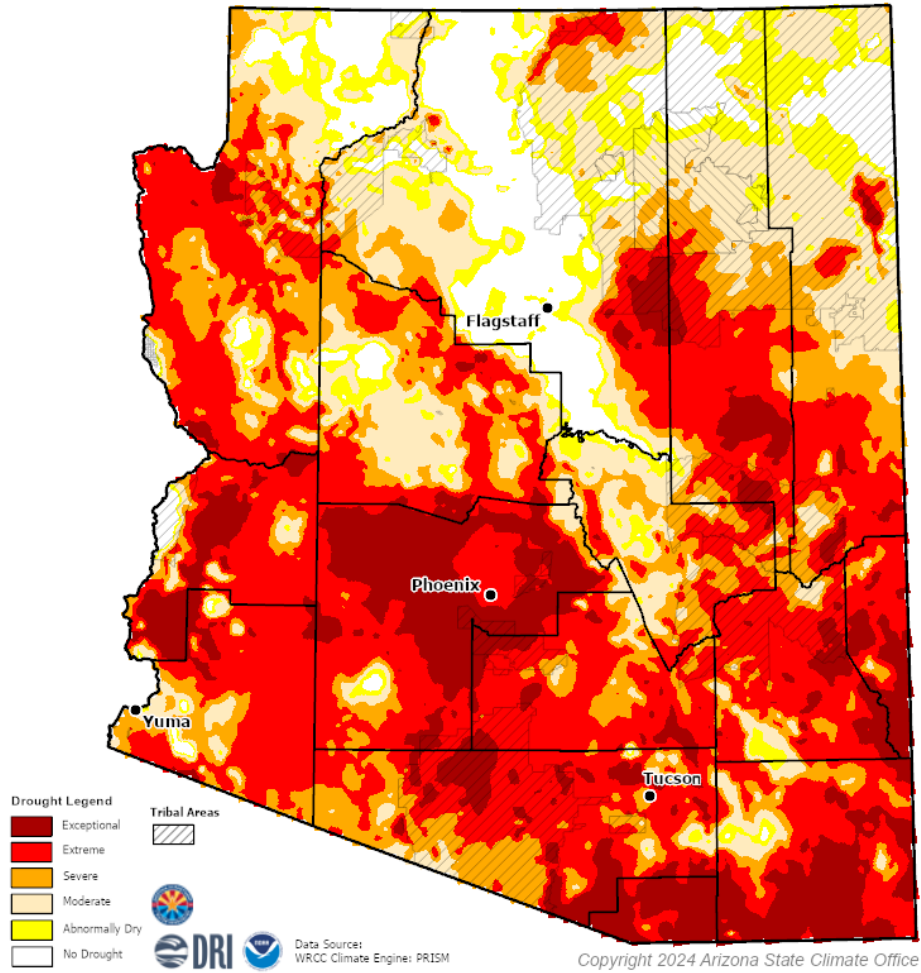 Flagstaff
Phoenix
Yuma
Tucson
Drought Legend
Exceptional
Extreme
Severe
Moderate
Abnormally Dry
No Drought
Tribal Areas
DRI
Data Source:
WRCC Climate Engine: PRISM
Copyright 2024 Arizona State Climate Office